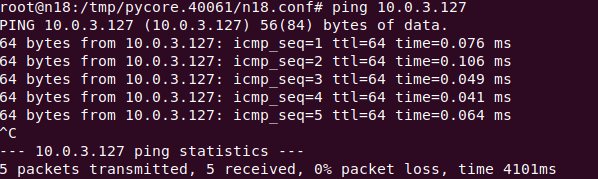 root@n18:/tmp/pycore.40061/n18.conf# ping 10.0.3.127
PING 10.0.3.127 (10.0.3.127) 56(84) bytes of data.
64 bytes from 10.0.3.127: icmp_seq=1 ttl=64 time=0.076 ms
64 bytes from 10.0.3.127: icmp_seq=2 ttl=64 time=0.106 ms
64 bytes from 10.0.3.127: icmp_seq=3 ttl=64 time=0.049 ms
64 bytes from 10.0.3.127: icmp_seq=4 ttl=64 time=0.041 ms
64 bytes from 10.0.3.127: icmp_seq=5 ttl=64 time=0.064 ms
^C
--- 10.0.3.127 ping statistics ---
5 packets transmitted, 5 received, 0% packet loss, time 4101ms